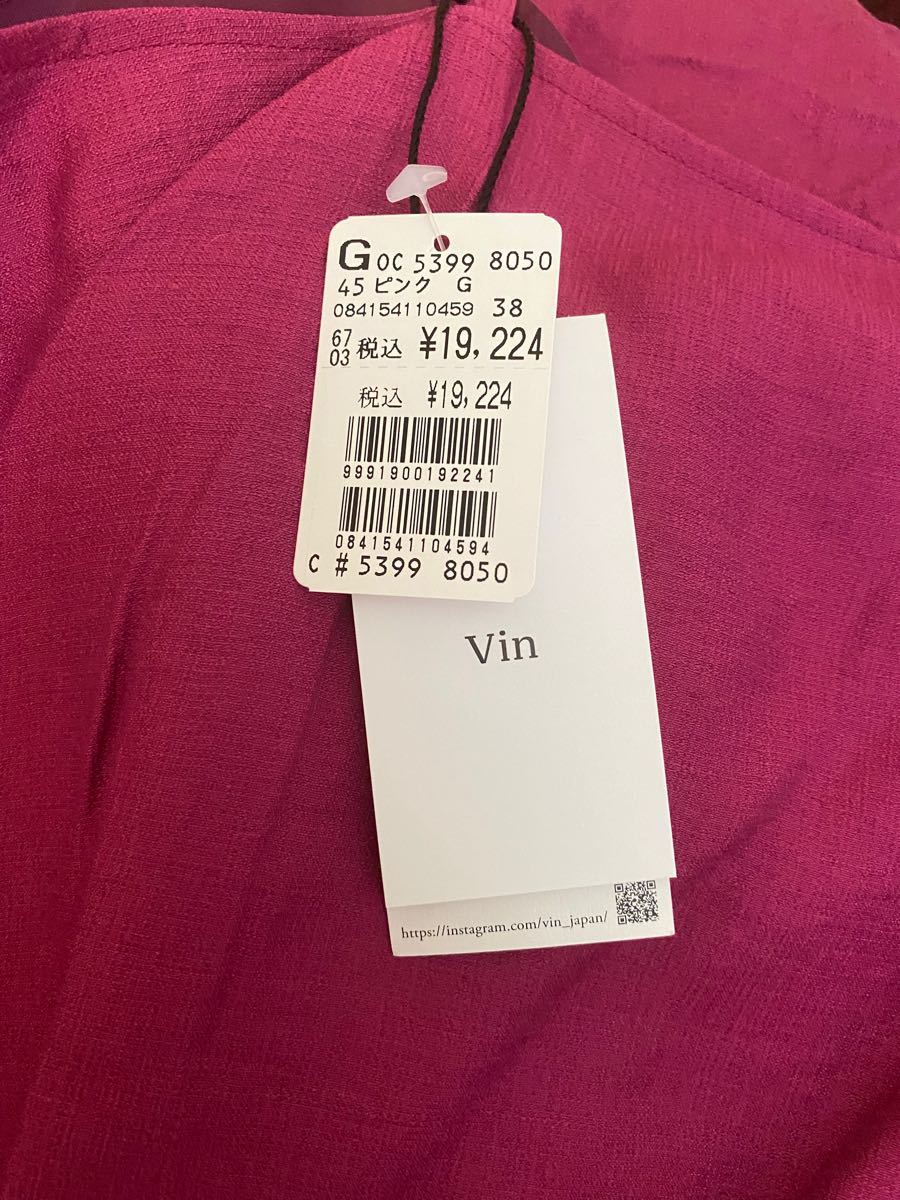 G OC 5399 8050
45 ピンク G
084154110459 38
67
03 税込 ¥19,224
税込 ¥19,224
9991900192241
0841541104594
C # 5399 8050
Vin
https://instagram.com/vin_japan/